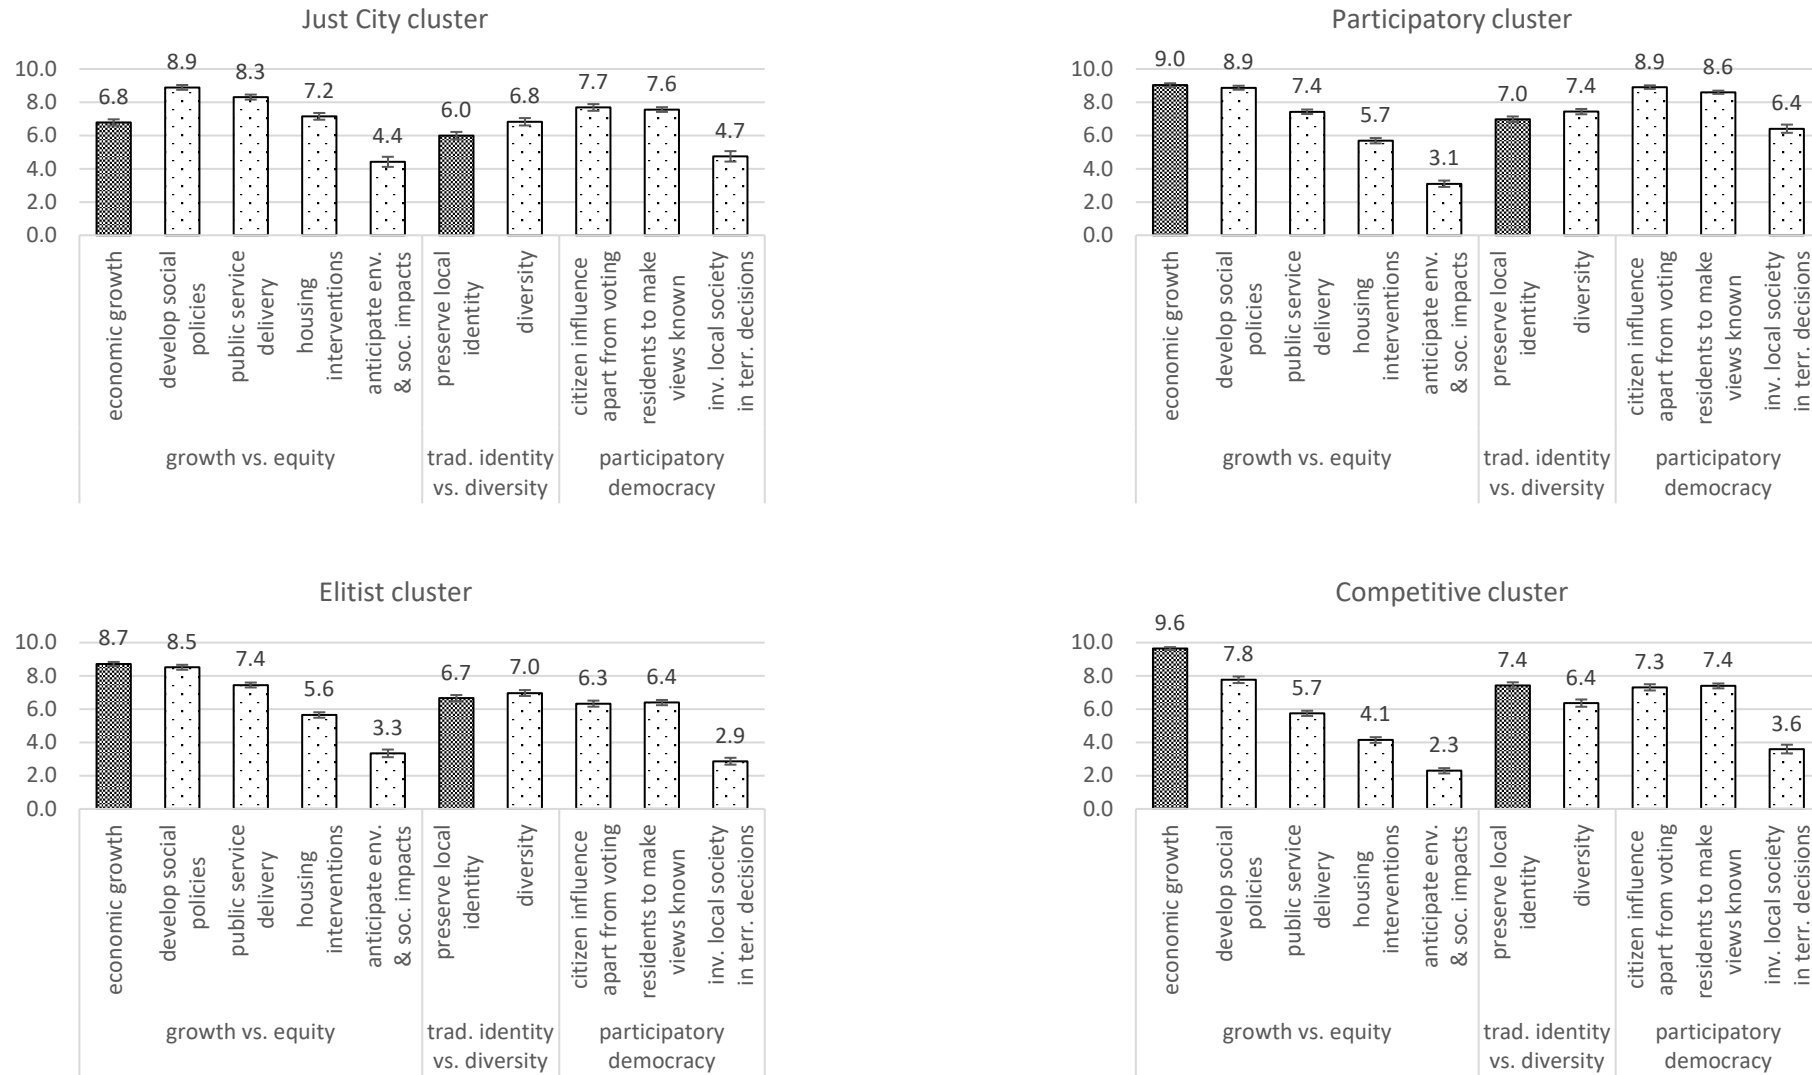 Just City cluster
10.0
8.0
6.0
4.0
2.0
0.0
6.8
8.9
8.3
7.2
4.4
6.0
6.8
7.7
7.6
4.7
economic growth
develop social
policies
public service
delivery
housing
interventions
anticipate env.
& soc. impacts
preserve local
identity
diversity
citizen influence
apart from voting
residents to make
views known
inv. local society
in terr. decisions
growth vs. equity
trad. identity
vs. diversity
participatory
democracy
Participatory cluster
10.0
8.0
6.0
4.0
2.0
0.0
9.0
8.9
7.4
5.7
3.1
7.0
7.4
8.9
8.6
6.4
economic growth
develop social
policies
public service
delivery
housing
interventions
anticipate env.
& soc. impacts
preserve local
identity
diversity
citizen influence
apart from voting
residents to make
views known
inv. local society
in terr. decisions
growth vs. equity
trad. identity
vs. diversity
participatory
democracy
Elitist cluster
10.0
8.0
6.0
4.0
2.0
0.0
8.7
8.5
7.4
5.6
3.3
6.7
7.0
6.3
6.4
2.9
economic growth
develop social
policies
public service
delivery
housing
interventions
anticipate env.
& soc. impacts
preserve local
identity
diversity
citizen influence
apart from voting
residents to make
views known
inv. local society
in terr. decisions
growth vs. equity
trad. identity
vs. diversity
participatory
democracy
Competitive cluster
10.0
8.0
6.0
4.0
2.0
0.0
9.6
7.8
5.7
4.1
2.3
7.4
6.4
7.3
7.4
3.6
economic growth
develop social
policies
public service
delivery
housing
interventions
anticipate env.
& soc. impacts
preserve local
identity
diversity
citizen influence
apart from voting
residents to make
views known
inv. local society
in terr. decisions
growth vs. equity
trad. identity
vs. diversity
participatory
democracy